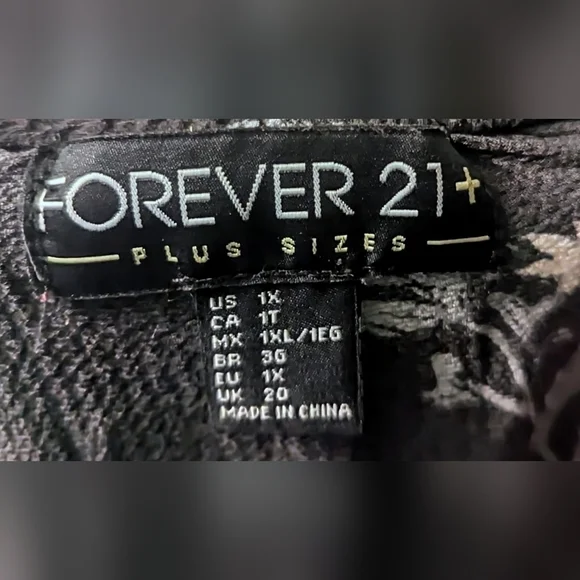 FOREVER 21+
PLUS SIZES
US 1X
CA 1T
MX 1XL/1EG
BR 3G
EU 1X
UK 20
MADE IN CHINA